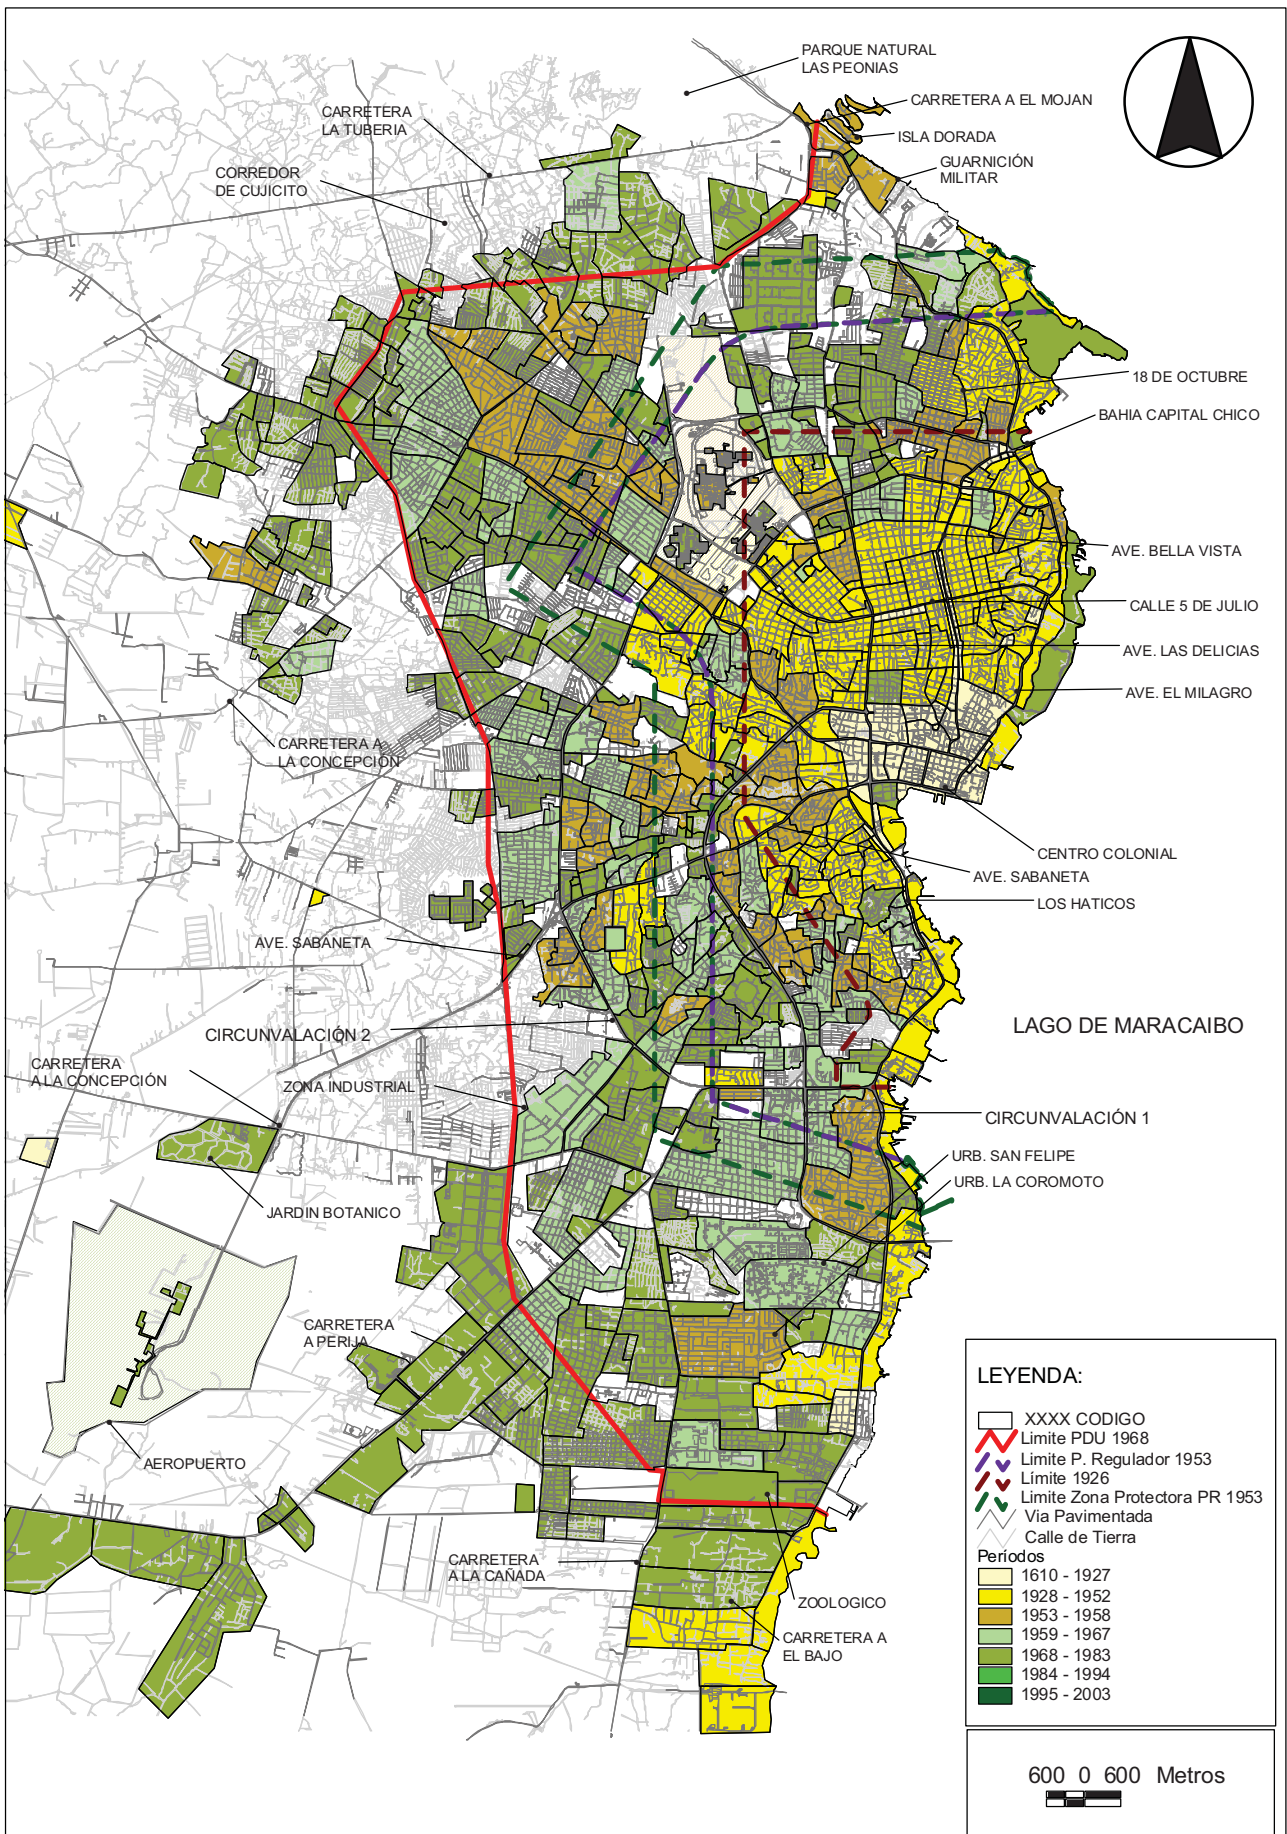 PARQUE NATURAL
LAS PEONIAS
CARRETERA A EL MOJAN
CARRETERA
LA TUBERIA
ISLA DORADA
GUARNICIÓN
MILITAR
CORREDOR
DE CUJICITO
18 DE OCTUBRE
BAHIA CAPITAL CHICO
AVE. BELLA VISTA
CALLE 5 DE JULIO
AVE. LAS DELICIAS
AVE. EL MILAGRO
CARRETERA A
LA CONCEPCIÓN
CENTRO COLONIAL
AVE. SABANETA
LOS HATICOS
AVE. SABANETA
LAGO DE MARACAIBO
CIRCUNVALACIÓN 2
CARRETERA
A LA CONCEPCIÓN
ZONA INDUSTRIAL
CIRCUNVALACIÓN 1
URB. SAN FELIPE
URB. LA COROMOTO
JARDIN BOTANICO
CARRETERA
A PERIJA
AEROPUERTO
CARRETERA
A LA CAÑADA
ZOOLOGICO
CARRETERA A
EL BAJO
LEYENDA:
XXXX CODIGO
Limite PDU 1968
Limite P. Regulador 1953
Límite 1926
Limite Zona Protectora PR 1953
Via Pavimentada
Calle de Tierra
Períodos
1610 - 1927
1928 - 1952
1953 - 1958
1959 - 1967
1968 - 1983
1984 - 1994
1995 - 2003
600 0 600 Metros